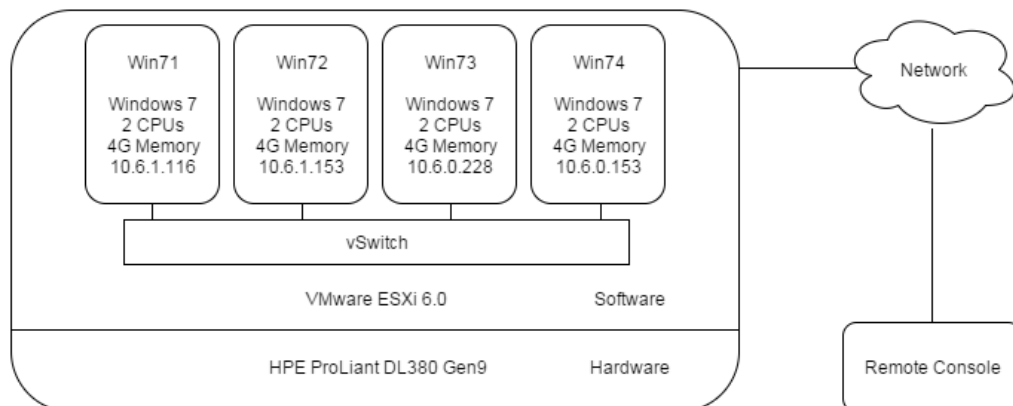 Win71
Windows 7
2 CPUs
4G Memory
10.6.1.116
Win72
Windows 7
2 CPUs
4G Memory
10.6.1.153
Win73
Windows 7
2 CPUs
4G Memory
10.6.0.228
Win74
Windows 7
2 CPUs
4G Memory
10.6.0.153
Network
vSwitch
VMware ESXi 6.0
Software
HPE ProLiant DL380 Gen9
Hardware
Remote Console